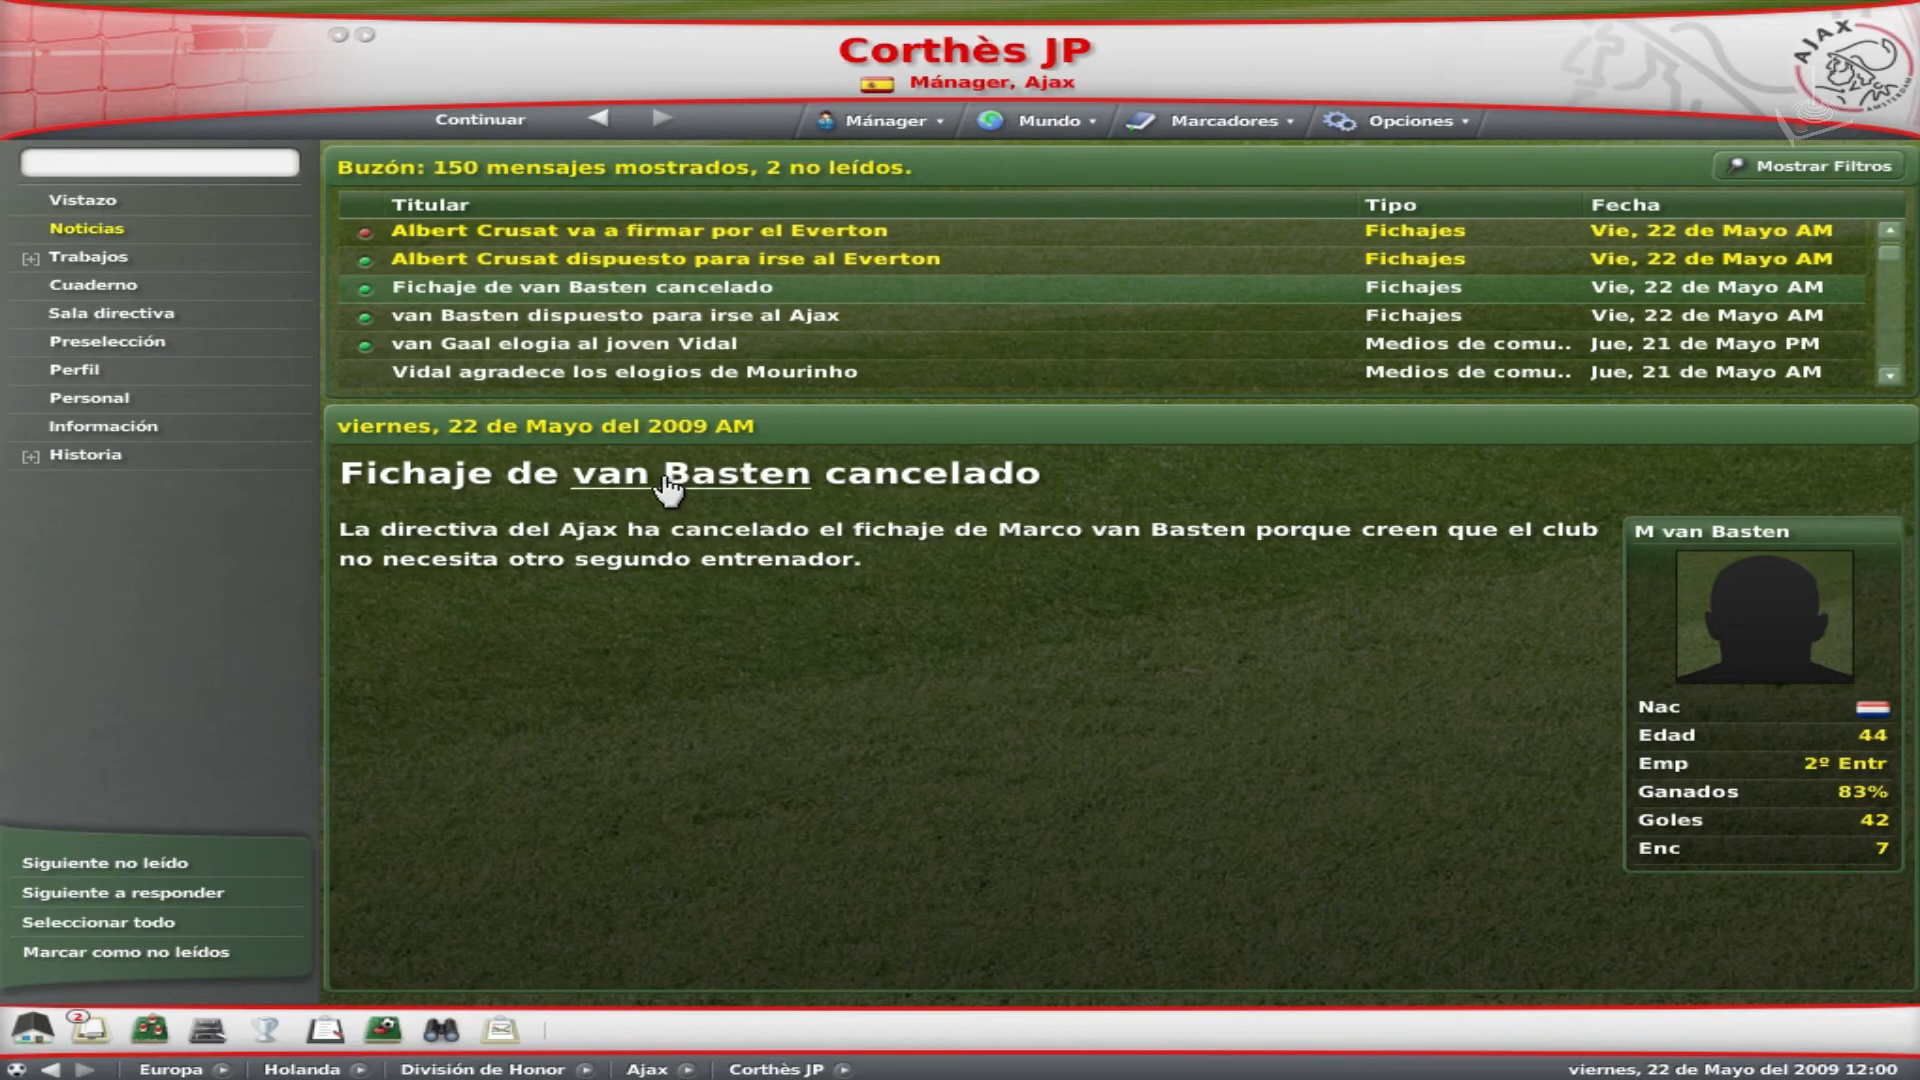 Corthès JP
Mánager, Ajax
AJAX
AMSTERDAM
Continuar
Mánager
Mundo
Marcadores
Opciones
Vistazo
Noticias
[+] Trabajos
Cuaderno
Sala directiva
Preselección
Perfil
Personal
Información
[+] Historia
Siguiente no leído
Siguiente a responder
Seleccionar todo
Marcar como no leídos
Buzón: 150 mensajes mostrados, 2 no leídos.
Mostrar Filtros
Titular Tipo Fecha
Albert Crusat va a firmar por el Everton Fichajes Vie, 22 de Mayo AM
Albert Crusat dispuesto para irse al Everton Fichajes Vie, 22 de Mayo AM
Fichaje de van Basten cancelado Fichajes Vie, 22 de Mayo AM
van Basten dispuesto para irse al Ajax Fichajes Vie, 22 de Mayo AM
van Gaal elogia al joven Vidal Medios de comu.. Jue, 21 de Mayo PM
Vidal agradece los elogios de Mourinho Medios de comu.. Jue, 21 de Mayo AM
viernes, 22 de Mayo del 2009 AM
Fichaje de van Basten cancelado
La directiva del Ajax ha cancelado el fichaje de Marco van Basten porque creen que el club
no necesita otro segundo entrenador.
M van Basten
Nac
Edad 44
Emp 2º Entr
Ganados 83%
Goles 42
Enc 7
2
Europa Holanda División de Honor Ajax Corthès JP viernes, 22 de Mayo del 2009 12:00